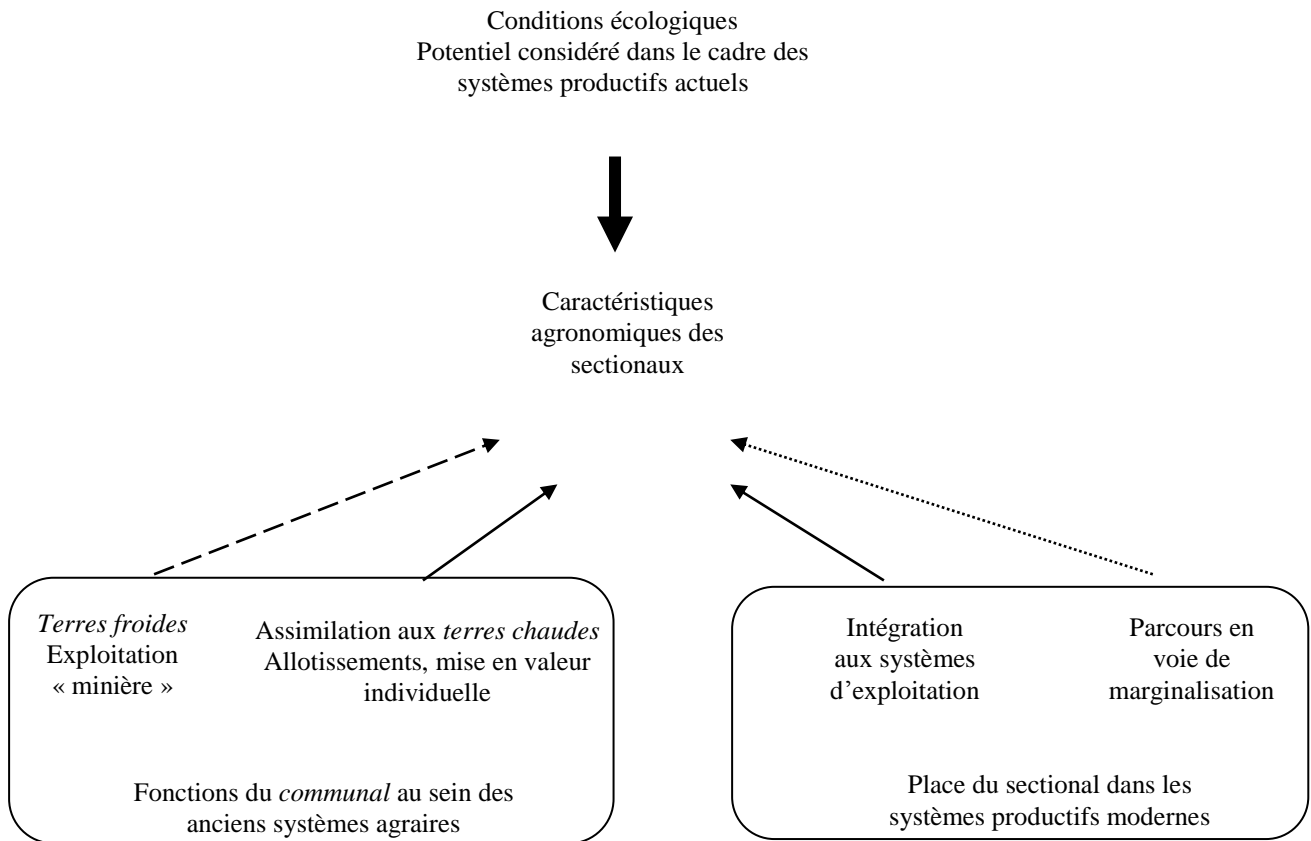 Conditions écologiques
Potentiel considéré dans le cadre des
systèmes productifs actuels
Caractéristiques
agronomiques des
sectionaux
Terres froides
Exploitation
« minière »
Assimilation aux terres chaudes
Allotissements, mise en valeur
individuelle
Fonctions du communal au sein des
anciens systèmes agraires
Intégration
aux systèmes
d’exploitation
Parcours en
voie de
marginalisation
Place du sectional dans les
systèmes productifs modernes